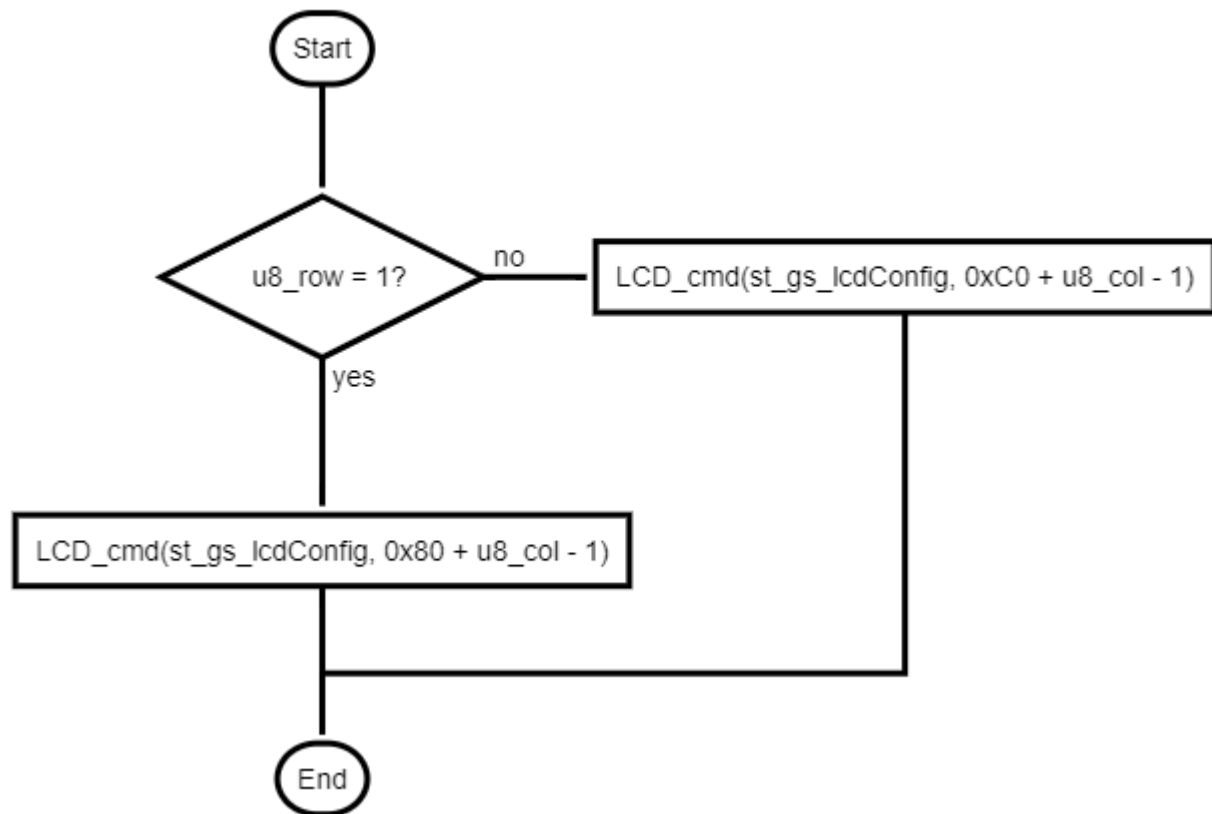 Start
u8_row = 1?
no
LCD_cmd(st_gs_lcdConfig, 0xC0 + u8_col - 1)
yes
LCD_cmd(st_gs_lcdConfig, 0x80 + u8_col - 1)
End